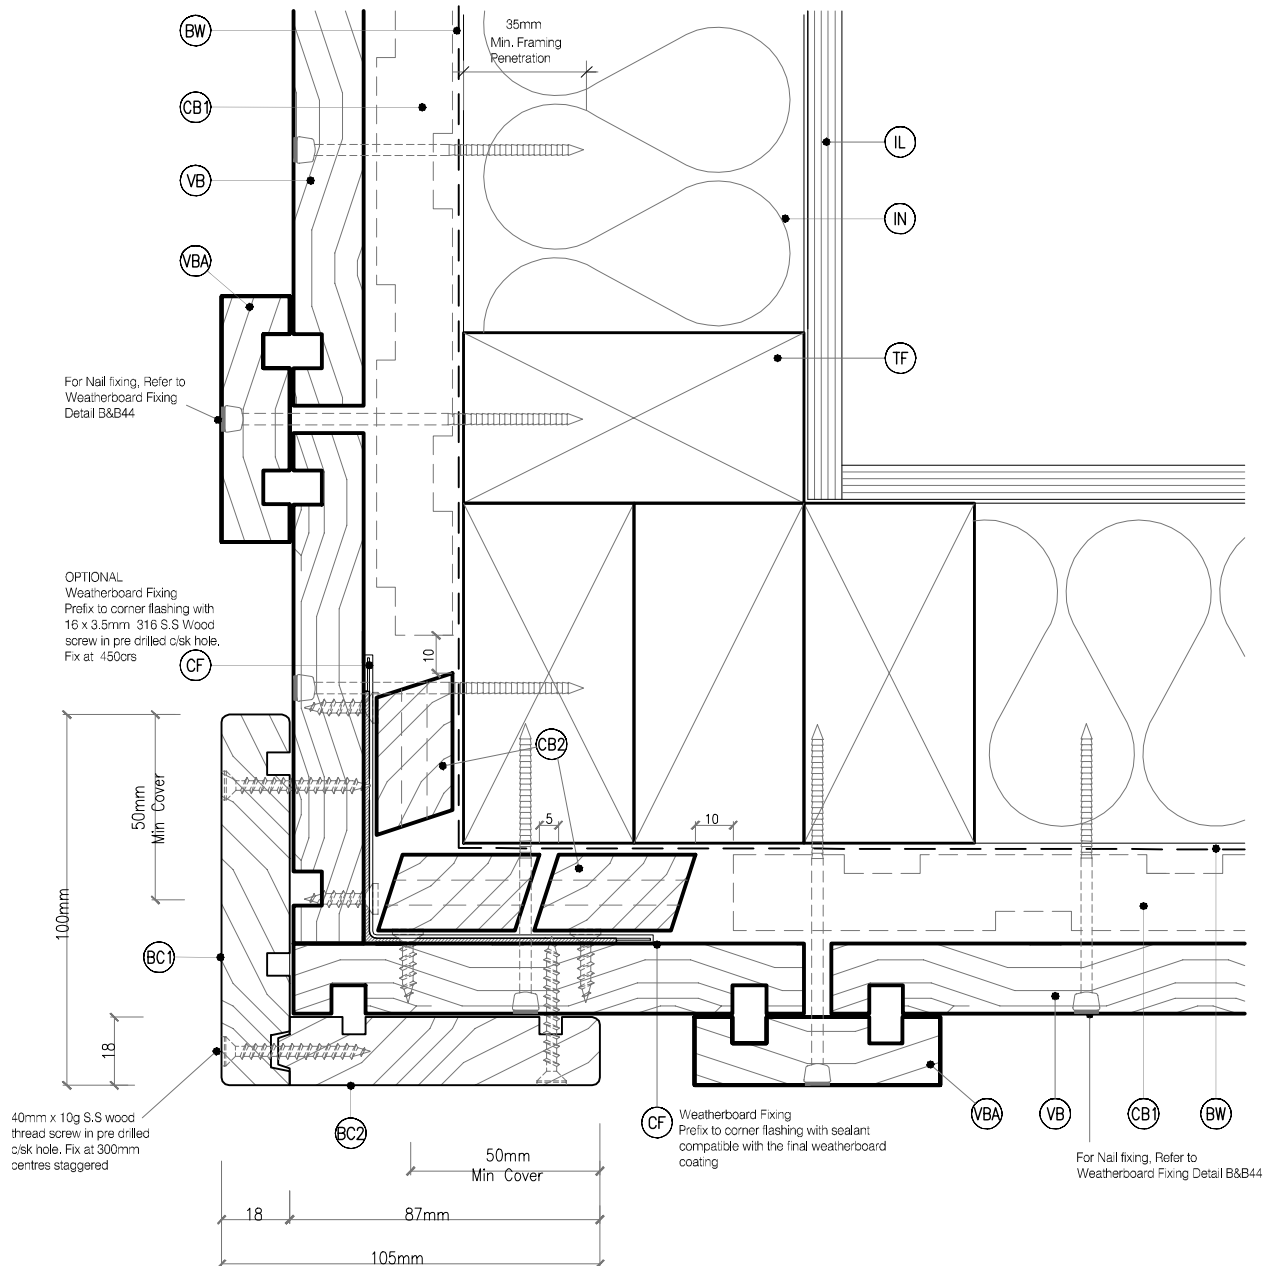 BW
35mm
Min. Framing
Penetration
CB1
IL
VB
IN
VBA
TF
For Nail fixing, Refer to
Weatherboard Fixing
Detail B&B44
OPTIONAL
Weatherboard Fixing
Prefix to corner flashing with
16 x 3.5mm 316 S.S Wood
screw in pre drilled c/sk hole.
Fix at 450crs
CF
10
CB2
50mm
Min Cover
5
10
100mm
BC1
CB1
VB
18
40mm x 10g S.S wood
thread screw in pre drilled
c/sk hole. Fix at 300mm
centres staggered
BC2
CF
Weatherboard Fixing
Prefix to corner flashing with sealant
compatible with the final weatherboard
coating
VBA
VB
CB1
BW
For Nail fixing, Refer to
Weatherboard Fixing Detail B&B44
50mm
Min Cover
18
87mm
105mm